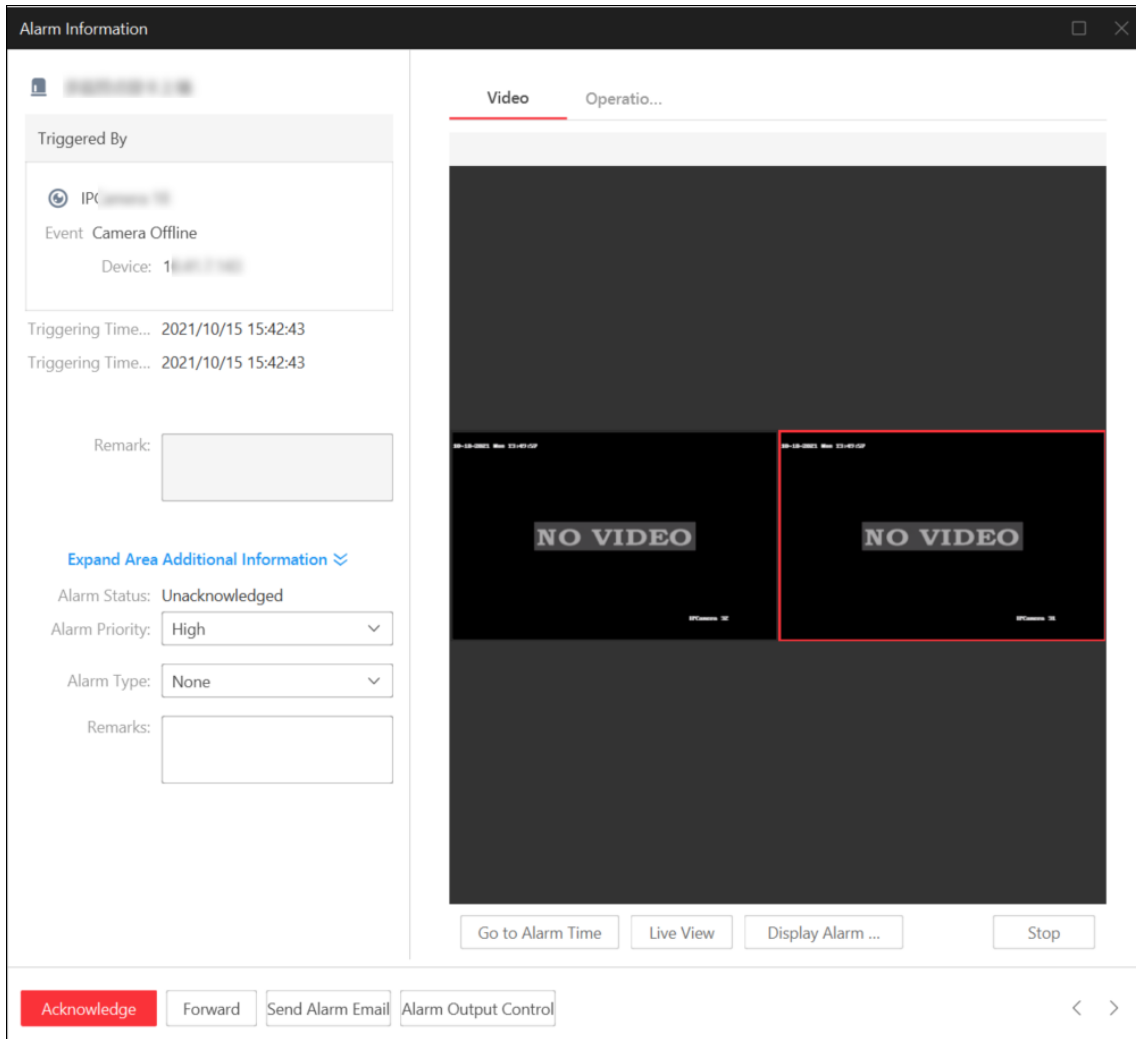 Alarm Information
Triggered By
Event Camera Offline
Device:
Triggering Time... 2021/10/15 15:42:43
Triggering Time... 2021/10/15 15:42:43
Remark:
Expand Area Additional Information
Alarm Status: Unacknowledged
Alarm Priority: High
Alarm Type: None
Remarks:
Video Operatio...
NO VIDEO
NO VIDEO
Go to Alarm Time Live View Display Alarm ... Stop
Acknowledge Forward Send Alarm Email Alarm Output Control